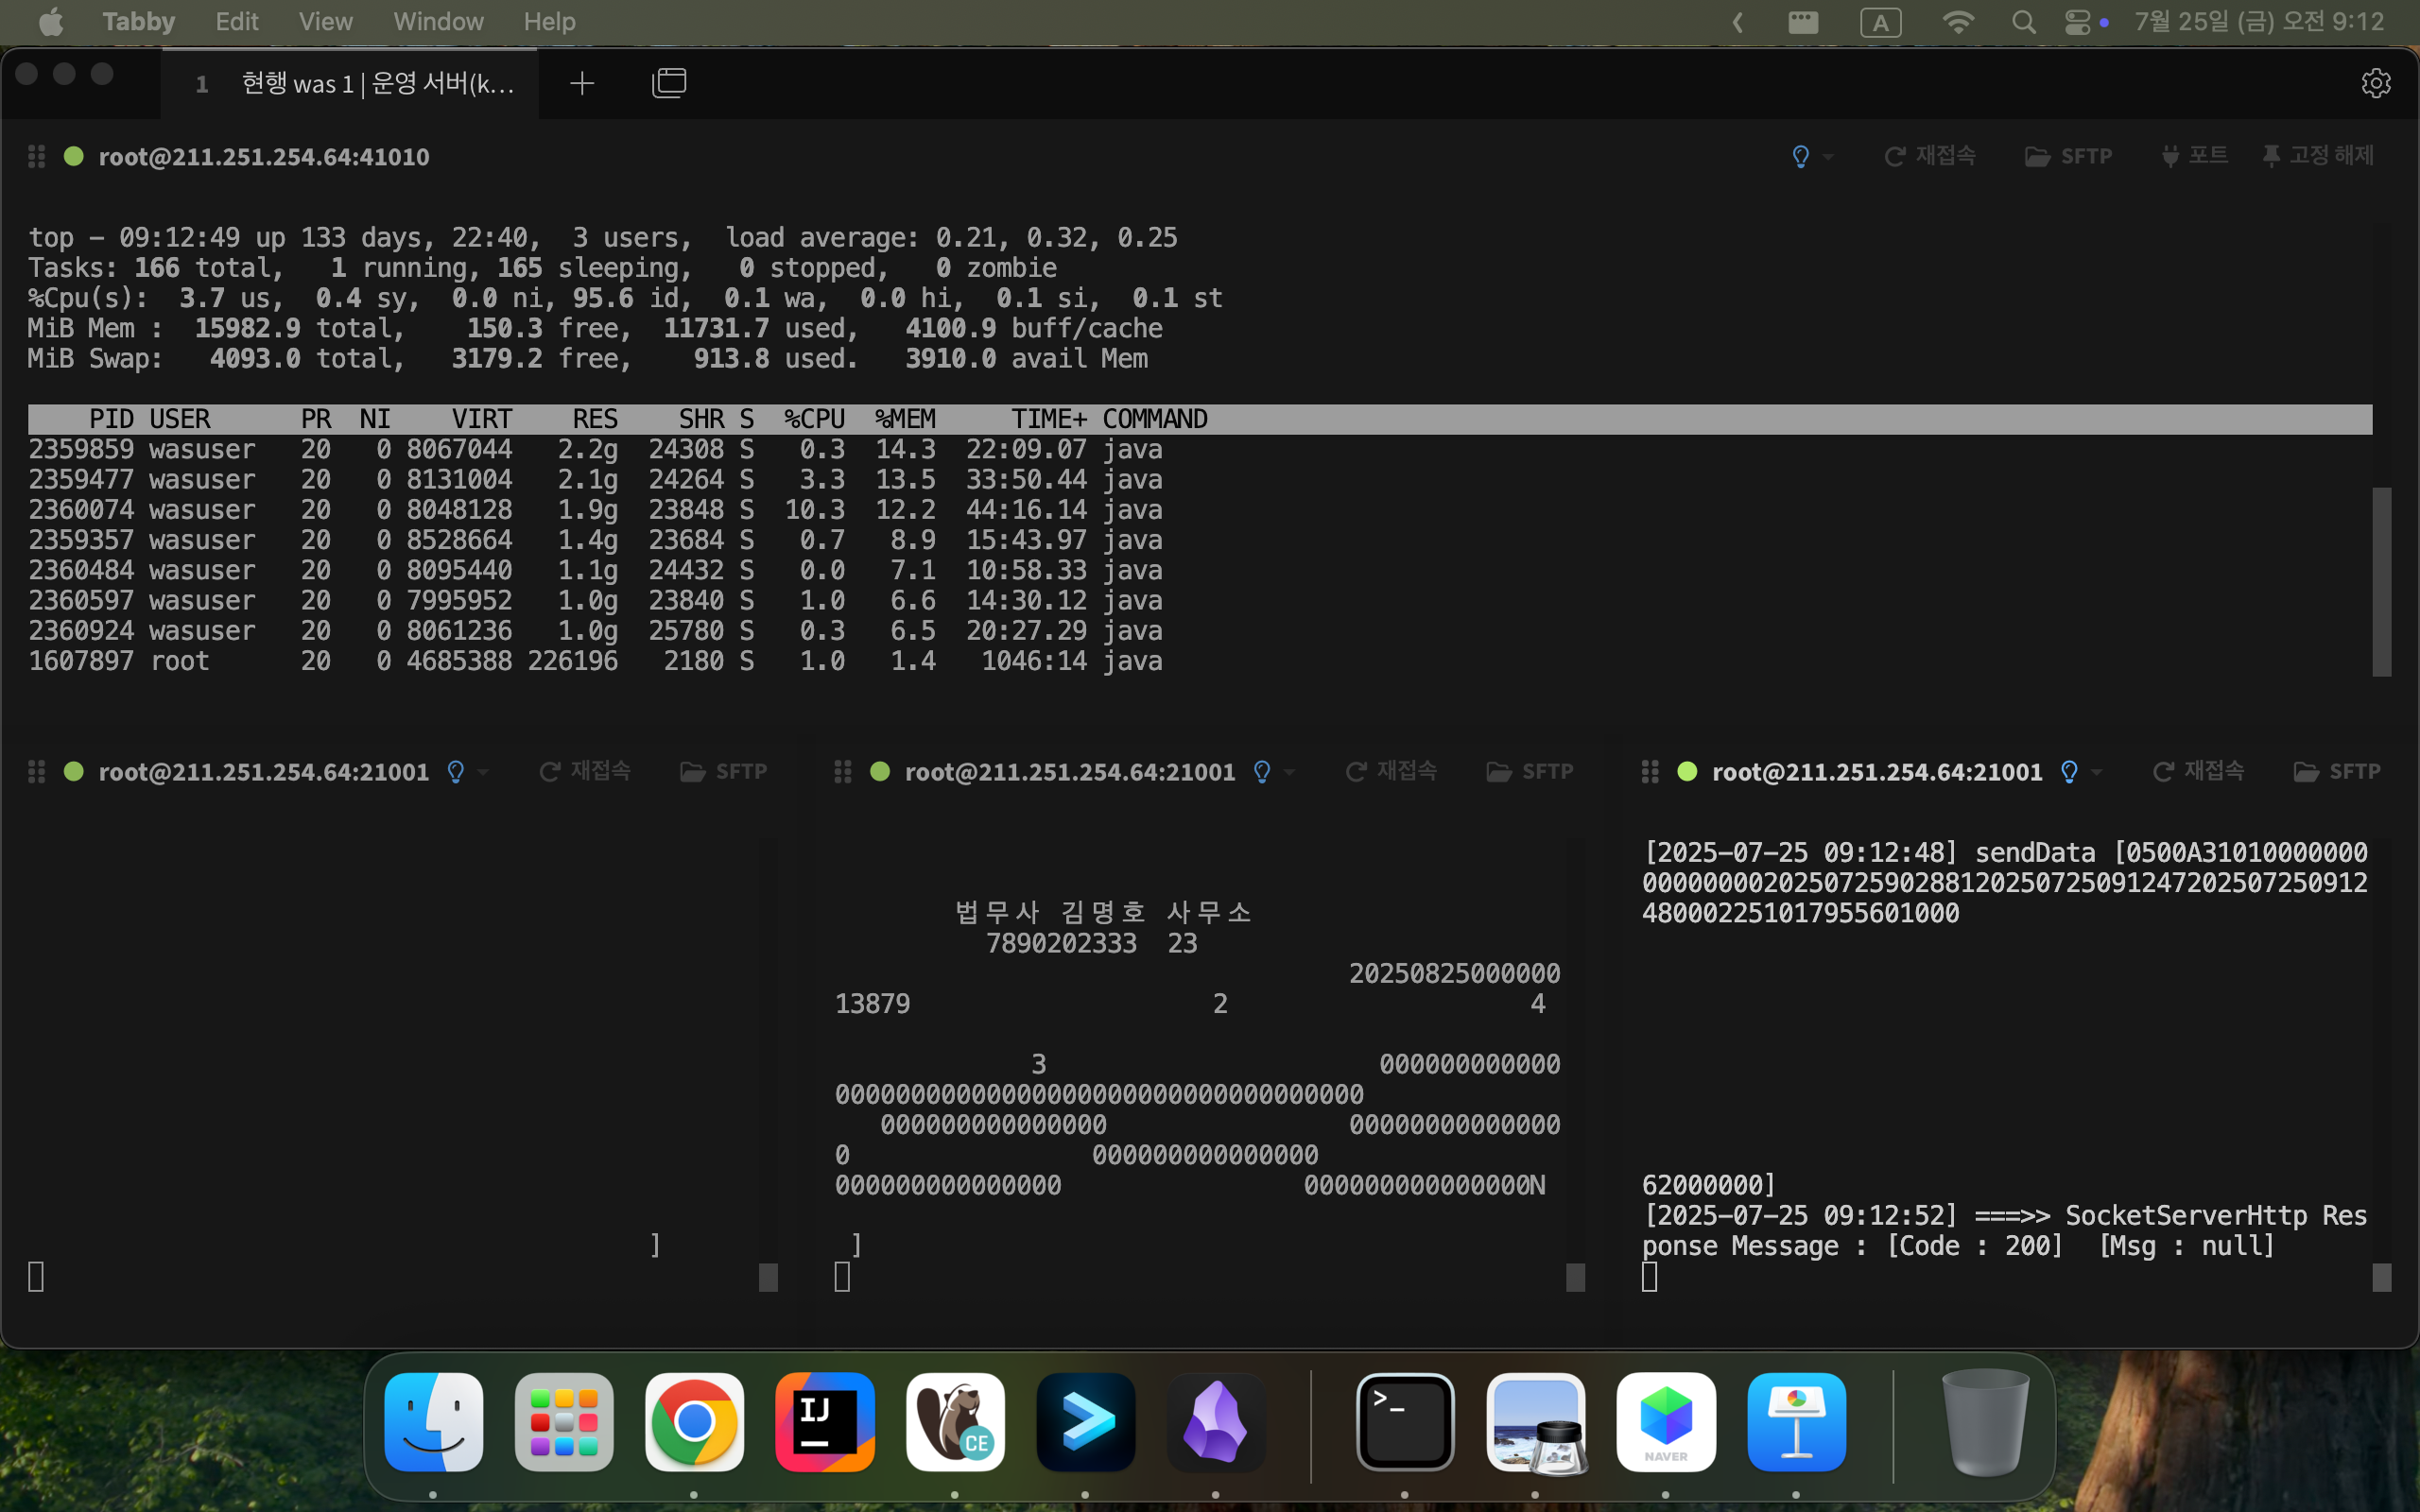 Tabby Edit View Window Help A 7월 25일 (금) 오전 9:12
1 현행 was 1 | 운영 서버(k...
root@211.251.254.64:41010 재접속 SFTP 포트 고정 해제
top - 09:12:49 up 133 days, 22:40, 3 users, load average: 0.21, 0.32, 0.25
Tasks: 166 total, 1 running, 165 sleeping, 0 stopped, 0 zombie
%Cpu(s): 3.7 us, 0.4 sy, 0.0 ni, 95.6 id, 0.1 wa, 0.0 hi, 0.1 si, 0.1 st
MiB Mem : 15982.9 total, 150.3 free, 11731.7 used, 4100.9 buff/cache
MiB Swap: 4093.0 total, 3179.2 free, 913.8 used. 3910.0 avail Mem
PID USER PR NI VIRT RES SHR S %CPU %MEM TIME+ COMMAND
2359859 wasuser 20 0 8067044 2.2g 24308 S 0.3 14.3 22:09.07 java
2359477 wasuser 20 0 8131004 2.1g 24264 S 3.3 13.5 33:50.44 java
2360074 wasuser 20 0 8048128 1.9g 23848 S 10.3 12.2 44:16.14 java
2359357 wasuser 20 0 8528664 1.4g 23684 S 0.7 8.9 15:43.97 java
2360484 wasuser 20 0 8095440 1.1g 24432 S 0.0 7.1 10:58.33 java
2360597 wasuser 20 0 7995952 1.0g 23840 S 1.0 6.6 14:30.12 java
2360924 wasuser 20 0 8061236 1.0g 25780 S 0.3 6.5 20:27.29 java
1607897 root 20 0 4685388 226196 2180 S 1.0 1.4 1046:14 java
root@211.251.254.64:21001 재접속 SFTP
]
root@211.251.254.64:21001 재접속 SFTP
법무사 김명호 사무소
7890202333 23
20250825000000
13879 2 4
3 000000000000
00000000000000000000000000000000000
000000000000000 00000000000000
0 000000000000000
000000000000000 000000000000000N
]
root@211.251.254.64:21001 재접속 SFTP
[2025-07-25 09:12:48] sendData [0500A31010000000
000000002025072590288120250725091247202507250912
480002251017955601000
62000000]
[2025-07-25 09:12:52] ===>> SocketServerHttp Res
ponse Message : [Code : 200] [Msg : null]
IJ
CE
>_
NAVER